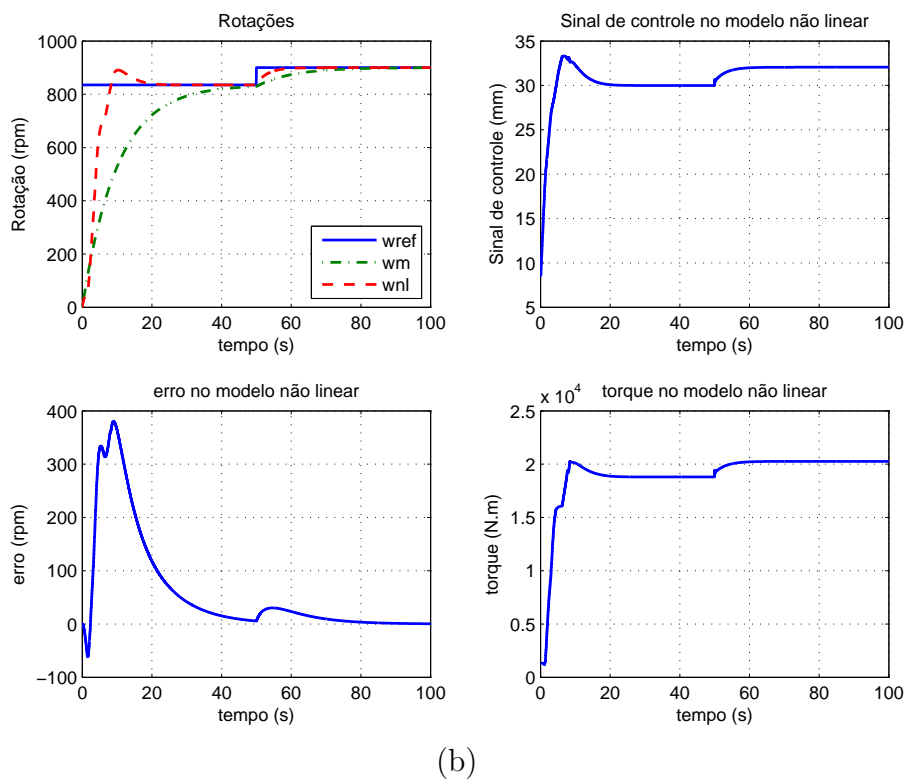 Rotações
1000
800
600
400
200
0
Rotação (rpm)
wref
wm
wnl
0 20 40 60 80 100
tempo (s)
Sinal de controle no modelo não linear
35
30
25
20
15
10
5
Sinal de controle (mm)
0 20 40 60 80 100
tempo (s)
erro no modelo não linear
400
300
200
100
0
−100
erro (rpm)
0 20 40 60 80 100
tempo (s)
x 10⁴ torque no modelo não linear
2.5
2
1.5
1
0.5
0
torque (N.m)
0 20 40 60 80 100
tempo (s)
(b)